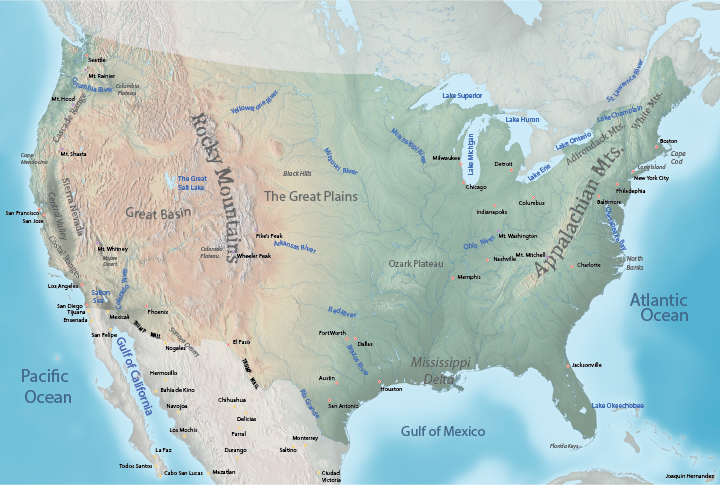 Seattle
Mt. Rainier
Columbia River
Columbia
Plateau
Mt. Hood
Cascade Range
Cape
Mendocino
Mt. Shasta
Yellowstone River
Rocky Mountains
Missouri River
Mississippi River
Lake Superior
Lake Huron
Lake Michigan
Milwaukee
Detroit
Chicago
Lake Erie
Lake Ontario
St. Lawrence River
Lake Champlain
White Mts.
Adirondack Mts.
Appalachian Mts.
Boston
Cape
Cod
Long Island
New York City
Philedelphia
Baltimore
Chesapeake Bay
Black Hills
The Great Plains
The Great
Salt Lake
Great Basin
Sierra Nevada
Central Valley
Coast Ranges
San Francisco
San Jose
Mt. Whitney
Mojave
Desert
Colorado
Plateau
Pike's Peak
Wheeler Peak
Arkansas River
Indianapolis
Columbus
Ohio River
Mt. Washington
Mt. Mitchell
Nashville
Memphis
Ozark Plateau
Charlotte
North
Banks
Atlantic
Ocean
Los Angeles
Salton
Sea
Colorado River
San Diego
Tijuana
Ensenada
Mexicali
Phoenix
San Felipe
Nogales
Sonoran Desert
El Paso
Red River
FortWorth
Dallas
Brazos River
Austin
San Antonio
Houston
Rio Grande
Mississippi
Delta
Jacksonville
Lake Okeechobee
Florida Keys
Gulf of Mexico
Pacific
Ocean
Gulf of California
Hermosillo
Bahia de Kino
Navojoa
Chihuahua
Delicias
Los Mochis
Parral
La Paz
Durango
Todos Santos
Cabo San Lucas
Mazatlan
Monterrey
Saltino
Ciudad
Victoria
Joaquin Hernandez